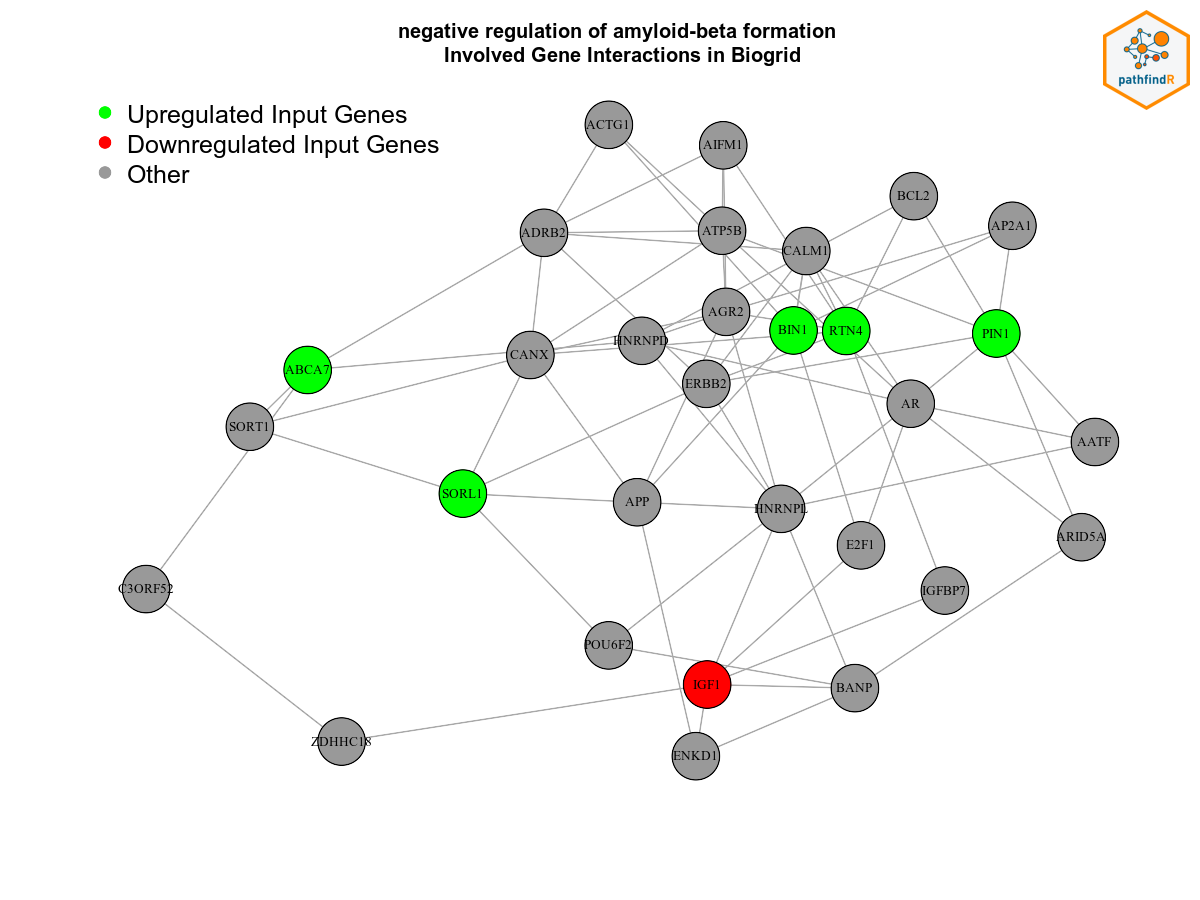 negative regulation of amyloid-beta formation
Involved Gene Interactions in Biogrid
pathfindR
Upregulated Input Genes
Downregulated Input Genes
Other
ACTG1
AIFM1
BCL2
AP2A1
ADRB2
ATP5B
CALM1
AGR2
BIN1
RTN4
PIN1
HNRNPD
CANX
ABCA7
ERBB2
AR
SORT1
AATF
SORL1
APP
HNRNPL
E2F1
ARID5A
C3ORF52
IGFBP7
POU6F2
IGF1
BANP
ZDHHC18
ENKD1